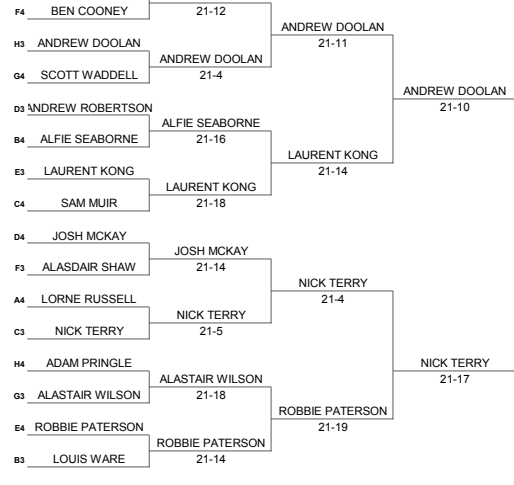 F4 BEN COONEY
21-12
ANDREW DOOLAN
21-11
H3 ANDREW DOOLAN
ANDREW DOOLAN
21-4
G4 SCOTT WADDELL
ANDREW DOOLAN
21-10
D3 ANDREW ROBERTSON
ALFIE SEABORNE
21-16
B4 ALFIE SEABORNE
LAURENT KONG
21-14
E3 LAURENT KONG
LAURENT KONG
21-18
C4 SAM MUIR
D4 JOSH MCKAY
JOSH MCKAY
21-14
F3 ALASDAIR SHAW
NICK TERRY
21-4
A4 LORNE RUSSELL
NICK TERRY
21-5
C3 NICK TERRY
H4 ADAM PRINGLE
NICK TERRY
21-17
ALASTAIR WILSON
21-18
G3 ALASTAIR WILSON
ROBBIE PATERSON
21-19
E4 ROBBIE PATERSON
ROBBIE PATERSON
21-14
B3 LOUIS WARE